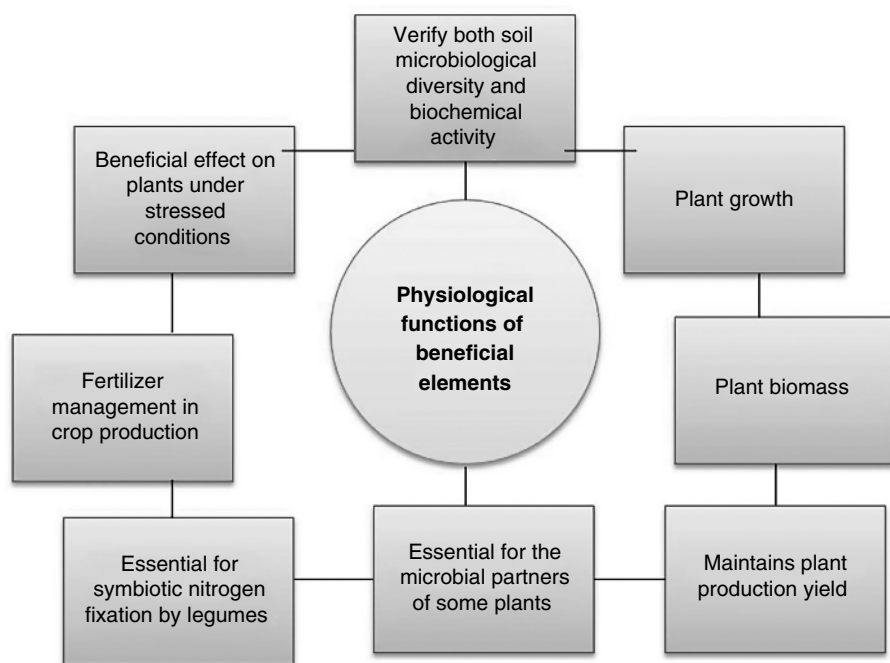 Verify both soil
microbiological
diversity and
biochemical
activity
Beneficial effect on
plants under
stressed
conditions
Plant growth
Physiological
functions of
beneficial
elements
Fertilizer
management in
crop production
Plant biomass
Essential for
symbiotic nitrogen
fixation by legumes
Essential for the
microbial partners
of some plants
Maintains plant
production yield